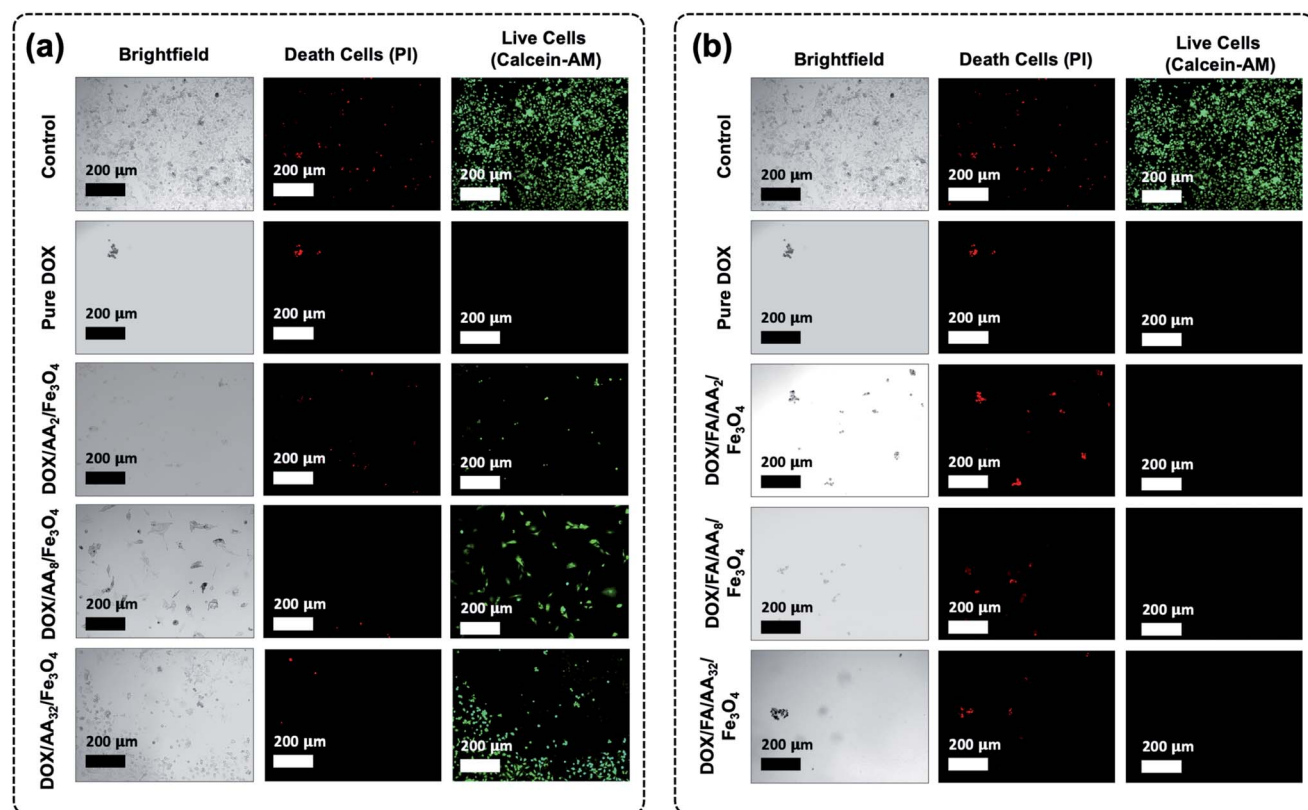 (a)
Brightfield
Death Cells (PI)
Live Cells
(Calcein-AM)
Control
200 μm
200 μm
200 μm
Pure DOX
200 μm
200 μm
200 μm
DOX/AA₂/Fe₃O₄
200 μm
200 μm
200 μm
DOX/AA₈/Fe₃O₄
200 μm
200 μm
200 μm
DOX/AA₃₂/Fe₃O₄
200 μm
200 μm
200 μm
(b)
Brightfield
Death Cells (PI)
Live Cells
(Calcein-AM)
Control
200 μm
200 μm
200 μm
Pure DOX
200 μm
200 μm
200 μm
DOX/FA/AA₂/
Fe₃O₄
200 μm
200 μm
200 μm
DOX/FA/AA₈/
Fe₃O₄
200 μm
200 μm
200 μm
DOX/FA/AA₃₂/
Fe₃O₄
200 μm
200 μm
200 μm